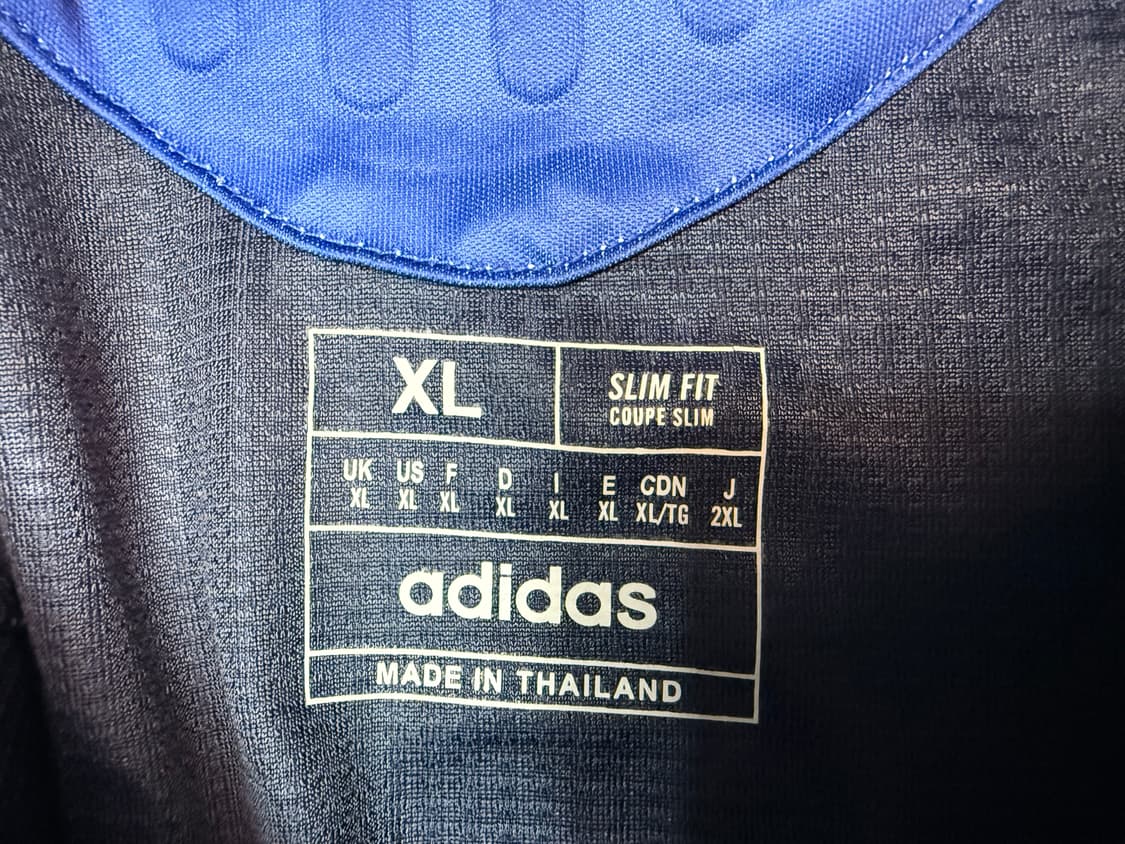 XL
SLIM FIT
COUPE SLIM
UK US F D I E CDN J
XL XL XL XL XL XL XL/TG 2XL
adidas
MADE IN THAILAND